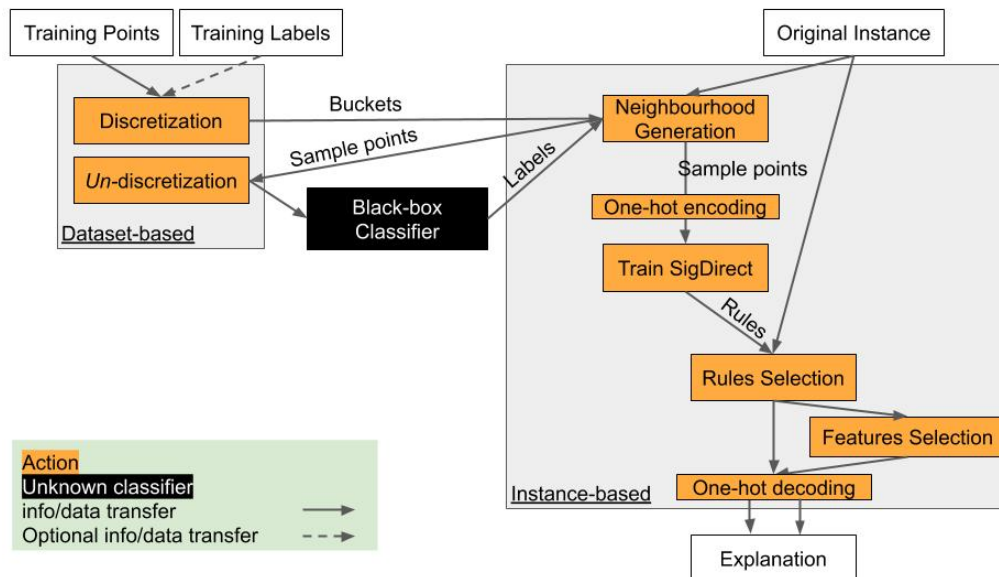 Training Points
Training Labels
Original Instance
Discretization
Buckets
Neighbourhood
Generation
Sample points
Un-discretization
Labels
Sample points
Black-box
Classifier
One-hot encoding
Dataset-based
Train SigDirect
Rules
Rules Selection
Features Selection
One-hot decoding
Instance-based
Action
Unknown classifier
info/data transfer
Optional info/data transfer
Explanation